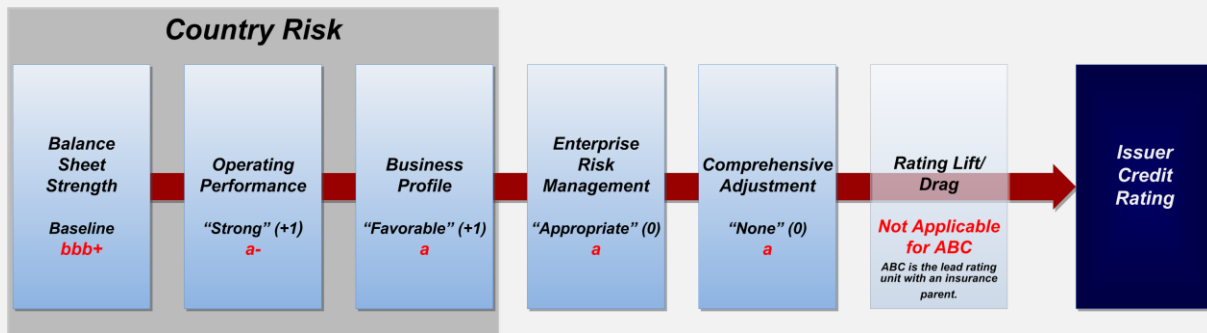 Country Risk
Balance
Sheet
Strength
Baseline
bbb+
Operating
Performance
“Strong” (+1)
a-
Business
Profile
“Favorable” (+1)
a
Enterprise
Risk
Management
“Appropriate” (0)
a
Comprehensive
Adjustment
“None” (0)
a
Rating Lift/
Drag
Not Applicable
for ABC
ABC is the lead rating
unit with an insurance
parent.
Issuer
Credit
Rating